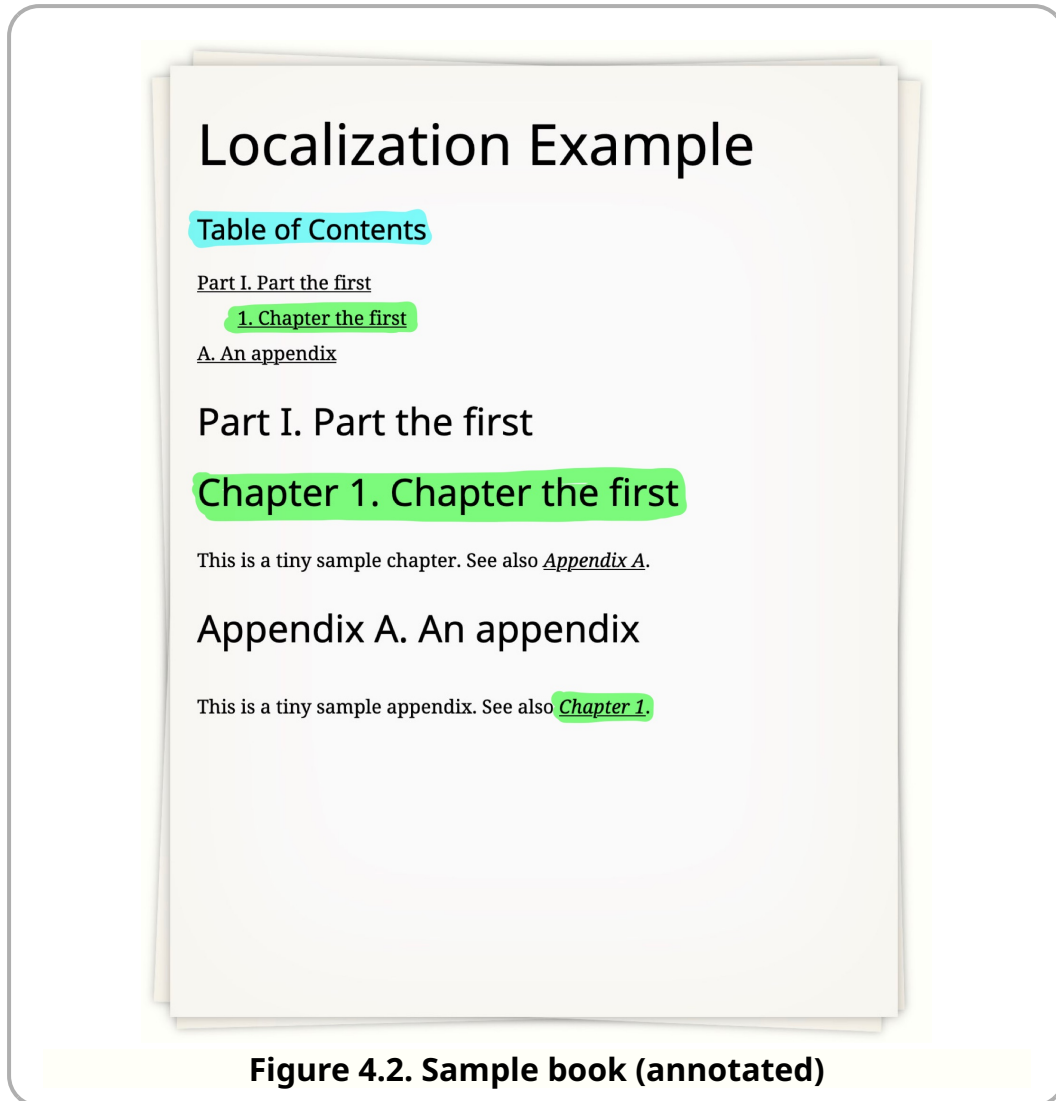 Localization Example
Table of Contents
Part I. Part the first
1. Chapter the first
A. An appendix
Part I. Part the first
Chapter 1. Chapter the first
This is a tiny sample chapter. See also Appendix A.
Appendix A. An appendix
This is a tiny sample appendix. See also Chapter 1.
Figure 4.2. Sample book (annotated)